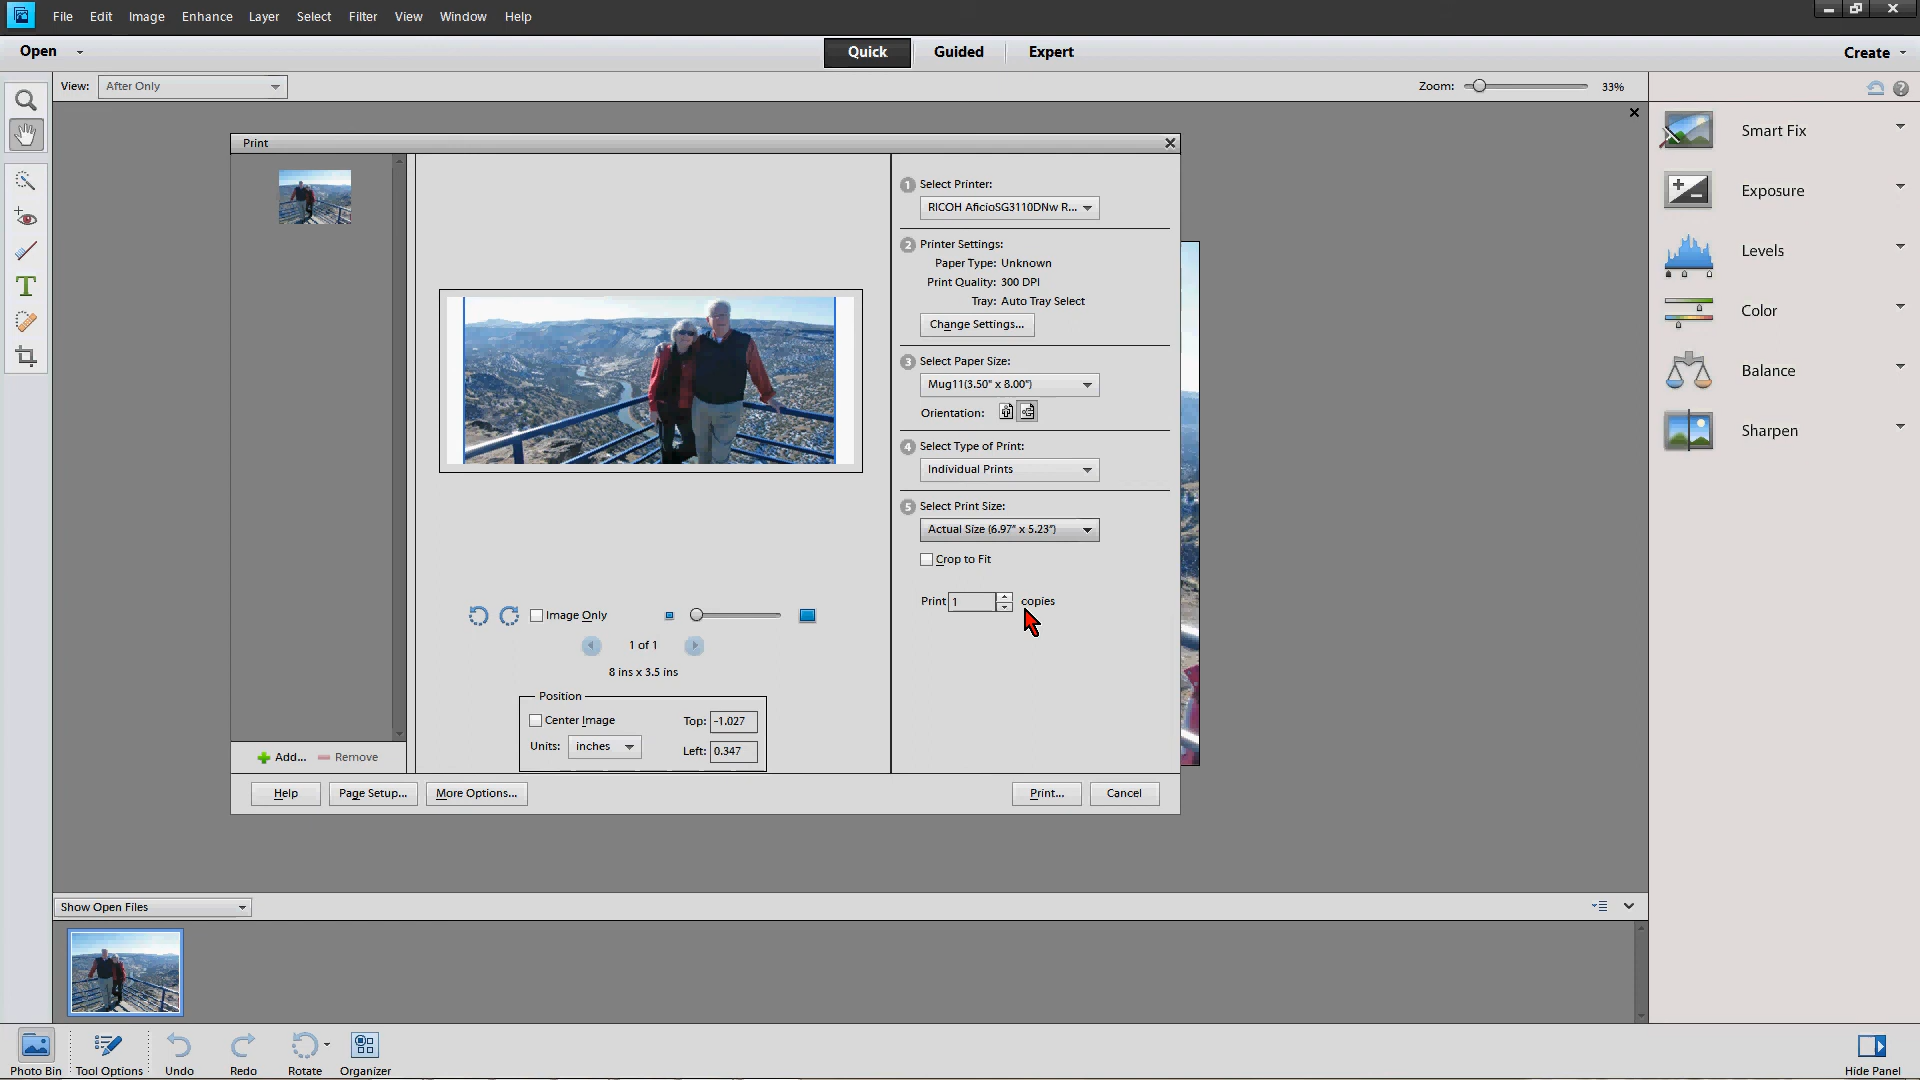 File Edit Image Enhance Layer Select Filter View Window Help
Open Quick Guided Expert Create
View: After Only Zoom: 33%
Print
1 Select Printer:
RICOH AficioSG3110DNw R...
2 Printer Settings:
Paper Type: Unknown
Print Quality: 300 DPI
Tray: Auto Tray Select
Change Settings...
3 Select Paper Size:
Mug11(3.50" x 8.00")
Orientation:
4 Select Type of Print:
Individual Prints
5 Select Print Size:
Actual Size (6.97" x 5.23")
Crop to Fit
Print 1 copies
Image Only
1 of 1
8 ins x 3.5 ins
Position
Center Image Top: -1.027
Units: inches Left: 0.347
Add... Remove
Help Page Setup... More Options... Print... Cancel
Smart Fix
Exposure
Levels
Color
Balance
Sharpen
Show Open Files
Photo Bin Tool Options Undo Redo Rotate Organizer Hide Panel